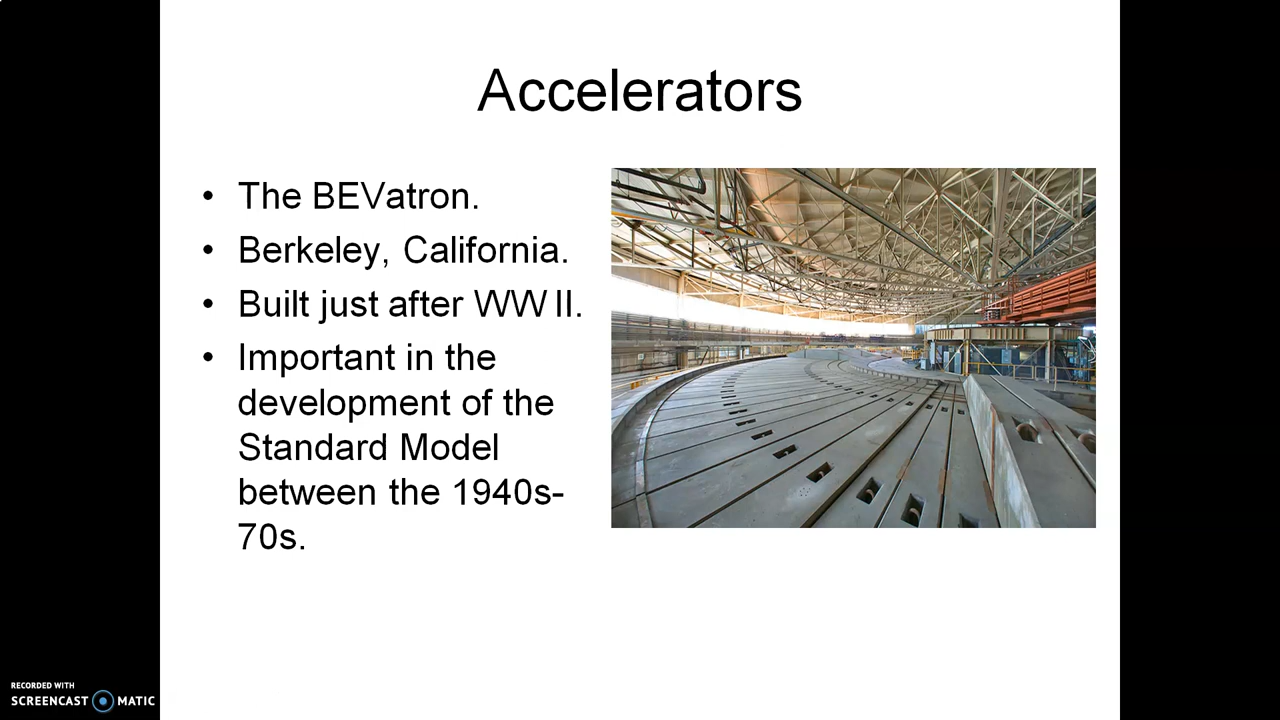 Accelerators
• The BEVatron.
• Berkeley, California.
• Built just after WW II.
• Important in the
development of the
Standard Model
between the 1940s-
70s.
RECORDED WITH
SCREENCAST MATIC